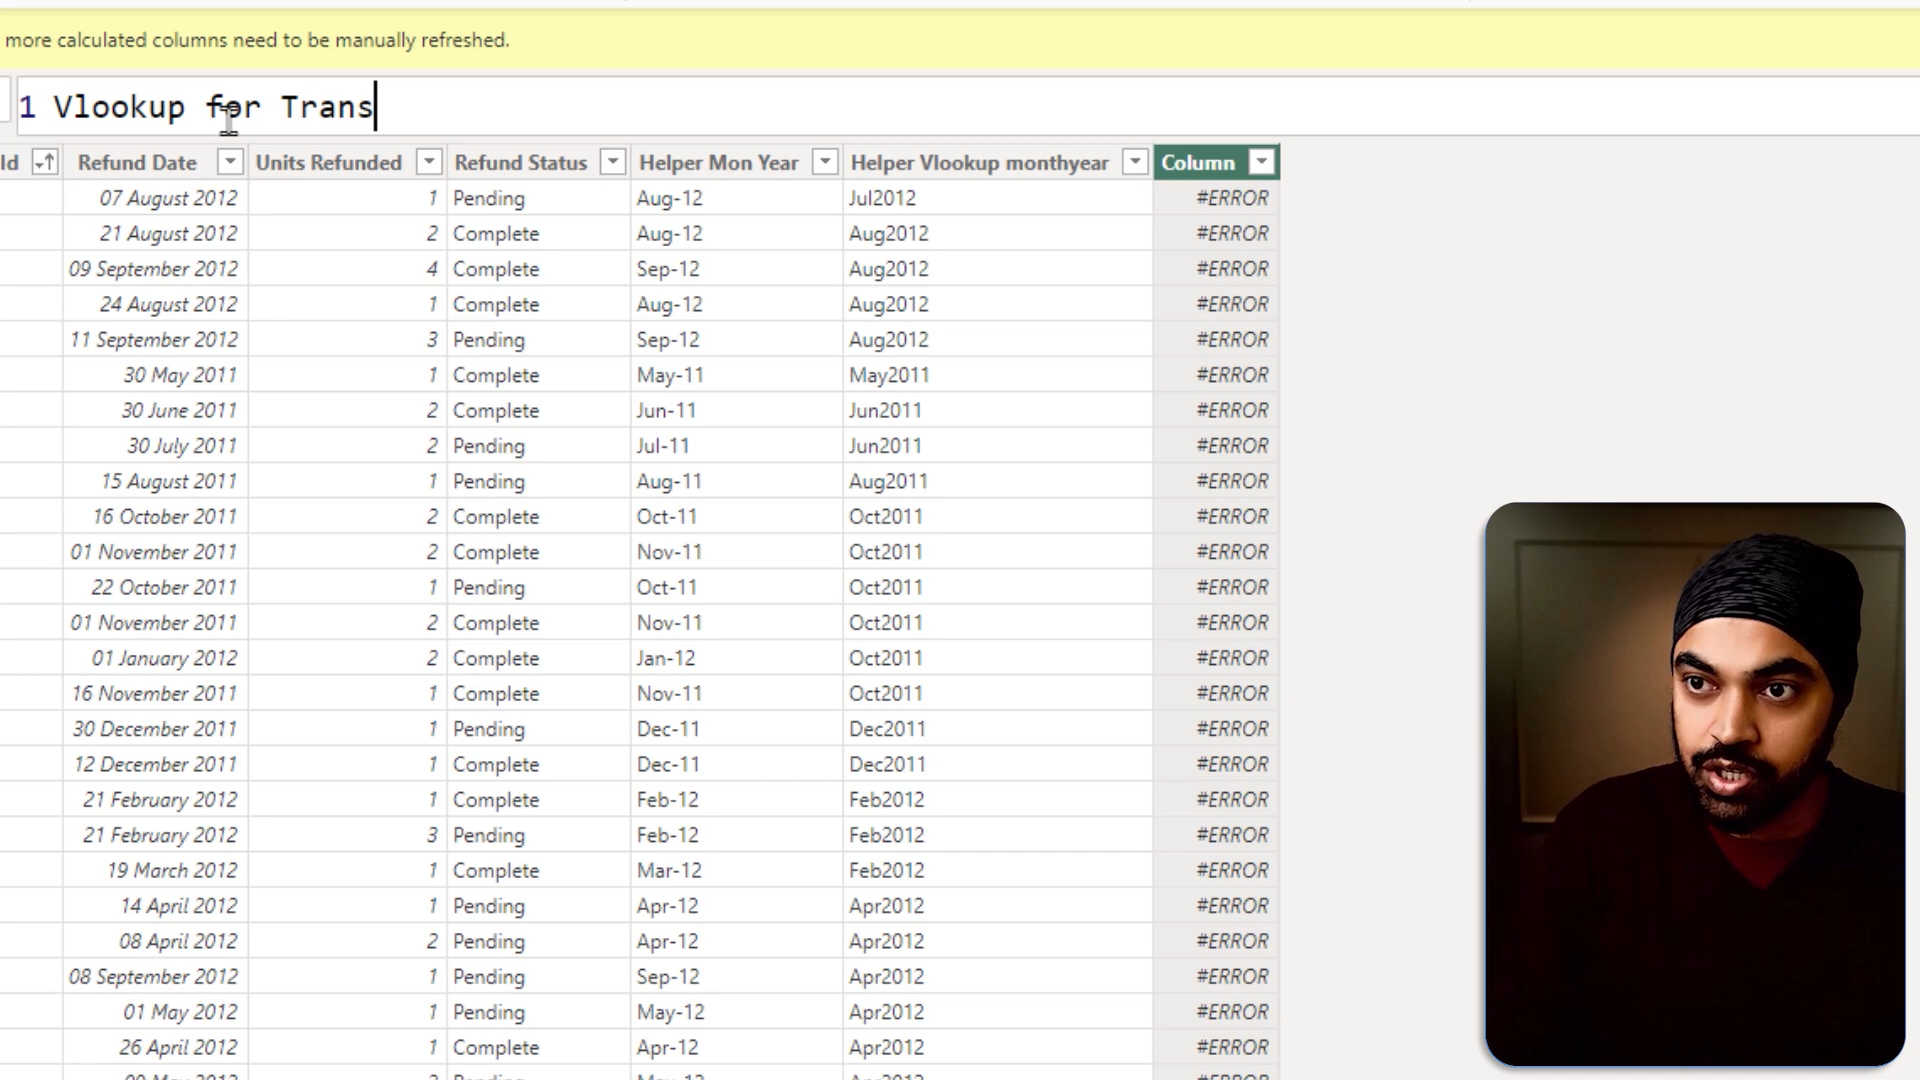 more calculated columns need to be manually refreshed.
1 Vlookup for Trans
Id Refund Date Units Refunded Refund Status Helper Mon Year Helper Vlookup monthyear Column
07 August 2012 1 Pending Aug-12 Jul2012 #ERROR
21 August 2012 2 Complete Aug-12 Aug2012 #ERROR
09 September 2012 4 Complete Sep-12 Aug2012 #ERROR
24 August 2012 1 Complete Aug-12 Aug2012 #ERROR
11 September 2012 3 Pending Sep-12 Aug2012 #ERROR
30 May 2011 1 Complete May-11 May2011 #ERROR
30 June 2011 2 Complete Jun-11 Jun2011 #ERROR
30 July 2011 2 Pending Jul-11 Jun2011 #ERROR
15 August 2011 1 Pending Aug-11 Aug2011 #ERROR
16 October 2011 2 Complete Oct-11 Oct2011 #ERROR
01 November 2011 2 Complete Nov-11 Oct2011 #ERROR
22 October 2011 1 Pending Oct-11 Oct2011 #ERROR
01 November 2011 2 Complete Nov-11 Oct2011 #ERROR
01 January 2012 2 Complete Jan-12 Oct2011 #ERROR
16 November 2011 1 Complete Nov-11 Oct2011 #ERROR
30 December 2011 1 Pending Dec-11 Dec2011 #ERROR
12 December 2011 1 Complete Dec-11 Dec2011 #ERROR
21 February 2012 1 Complete Feb-12 Feb2012 #ERROR
21 February 2012 3 Pending Feb-12 Feb2012 #ERROR
19 March 2012 1 Complete Mar-12 Feb2012 #ERROR
14 April 2012 1 Pending Apr-12 Apr2012 #ERROR
08 April 2012 2 Pending Apr-12 Apr2012 #ERROR
08 September 2012 1 Pending Sep-12 Apr2012 #ERROR
01 May 2012 1 Pending May-12 Apr2012 #ERROR
26 April 2012 1 Complete Apr-12 Apr2012 #ERROR